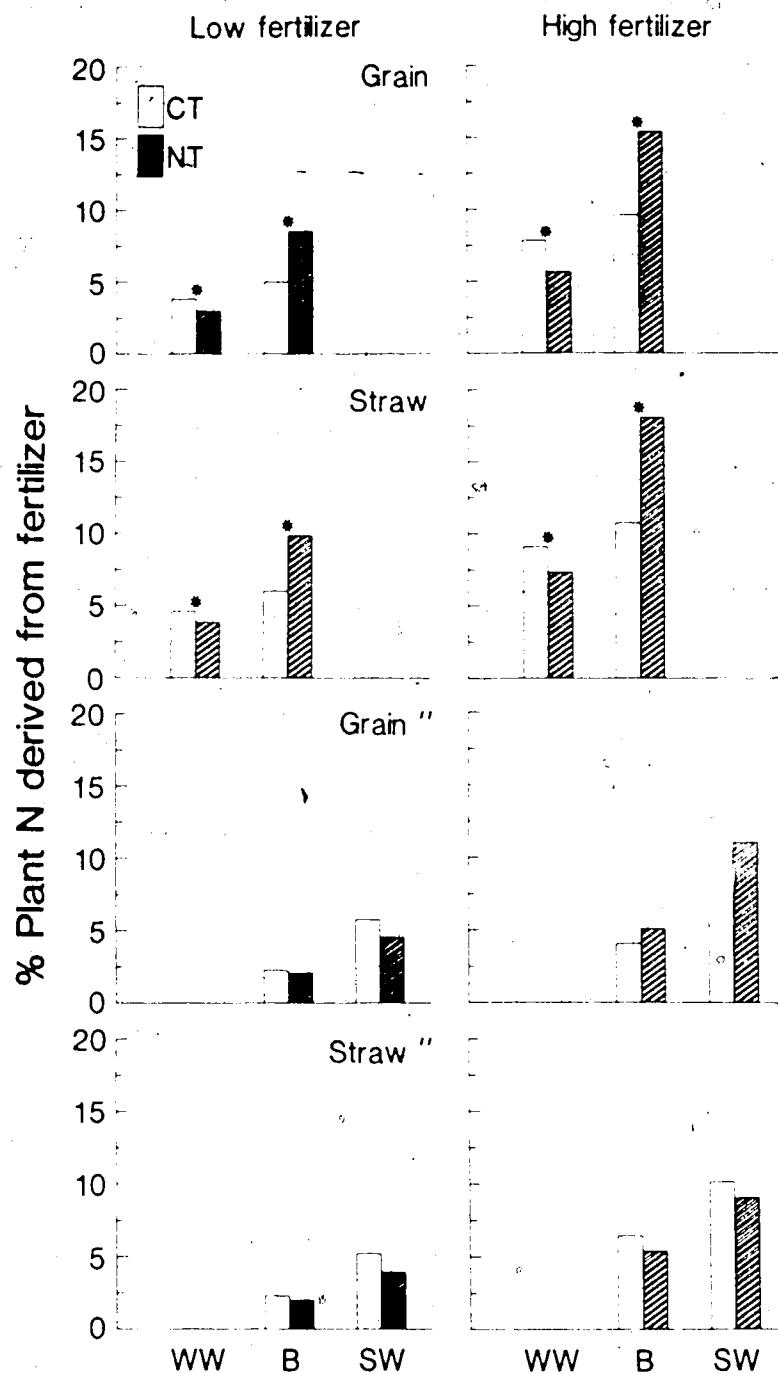 Low fertilizer High fertilizer
20 Grain
CT
15 NT
10
5
0
20 Straw
15
10
5
0
% Plant N derived from fertilizer
20 Grain "
15
10
5
0
20 Straw "
15
10
5
0
WW B SW WW B SW